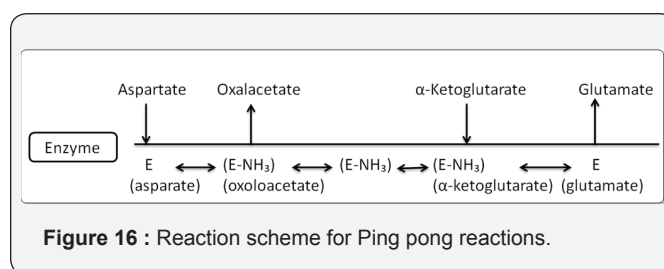 Aspartate Oxalacetate α-Ketoglutarate Glutamate
Enzyme
E (E-NH₃) (E-NH₃) (E-NH₃) E
(asparate) (oxoloacetate) (α-ketoglutarate) (glutamate)
Figure 16 : Reaction scheme for Ping pong reactions.